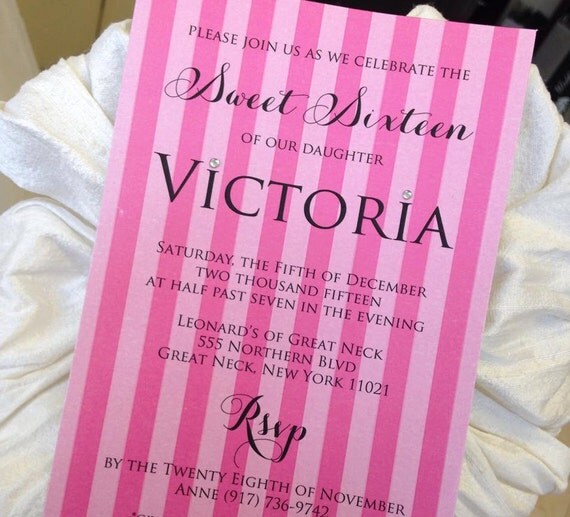 PLEASE JOIN US AS WE CELEBRATE THE
Sweet Sixteen
OF OUR DAUGHTER
VICTORIA
SATURDAY, THE FIFTH OF DECEMBER
TWO THOUSAND FIFTEEN
AT HALF PAST SEVEN IN THE EVENING
LEONARD'S OF GREAT NECK
555 NORTHERN BLVD
GREAT NECK, NEW YORK 11021
Rsvp
BY THE TWENTY EIGHTH OF NOVEMBER
ANNE (917) 736-9742